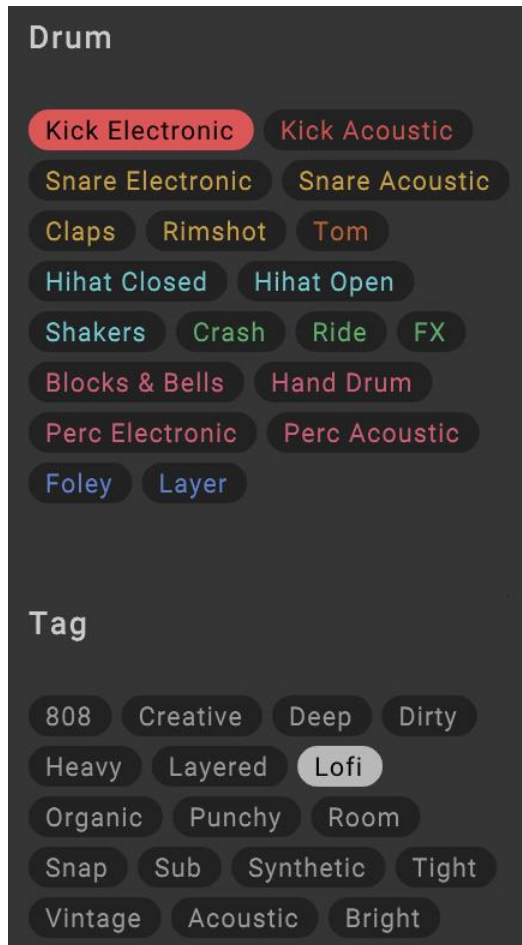 Drum
Kick Electronic Kick Acoustic
Snare Electronic Snare Acoustic
Claps Rimshot Tom
Hihat Closed Hihat Open
Shakers Crash Ride FX
Blocks & Bells Hand Drum
Perc Electronic Perc Acoustic
Foley Layer
Tag
808 Creative Deep Dirty
Heavy Layered Lofi
Organic Punchy Room
Snap Sub Synthetic Tight
Vintage Acoustic Bright